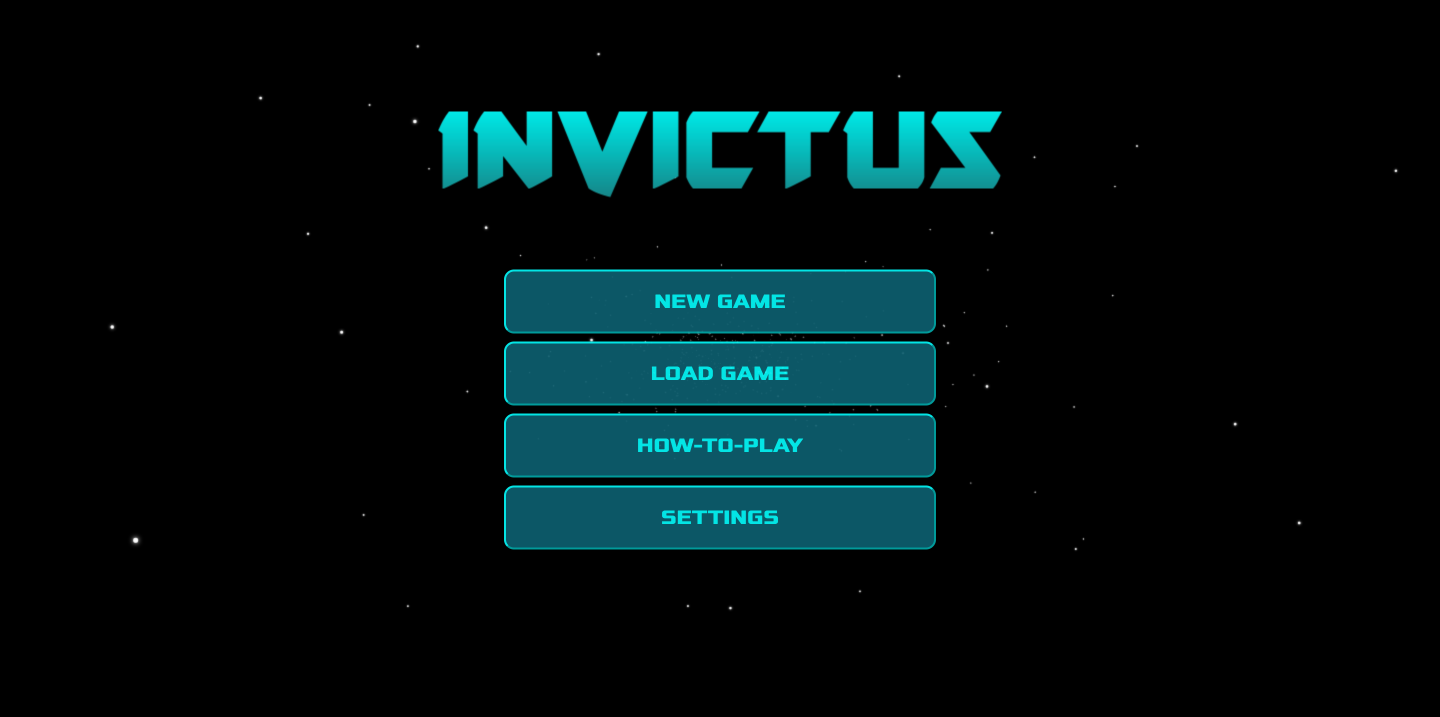 INVICTUS
NEW GAME
LOAD GAME
HOW-TO-PLAY
SETTINGS